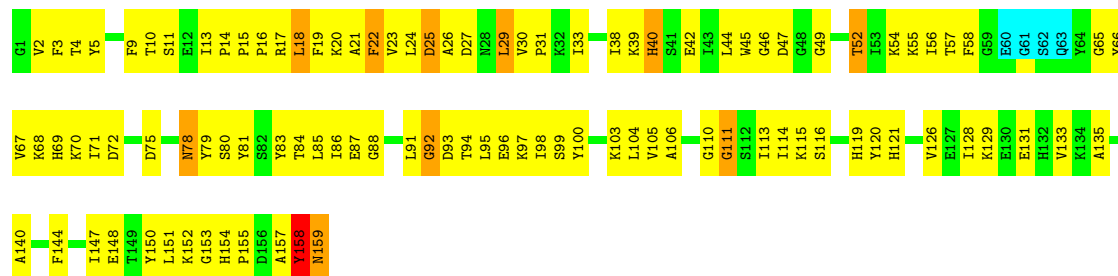 G1 V2 F3 T4 Y5 F9 T10 S11 E12 I13 P14 P15 P16 R17 L18 F19 K20 A21 F22 V23 L24 D25 A26 D27 N28 L29 V30 P31 K32 I33 I38 K39 H40 S41 E42 I43 L44 W45 G46 D47 G48 G49 T52 I53 K54 K55 I56 T57 F58 G59 E60 G61 S62 Q63 Y64 G65 Y66
V67 K68 H69 K70 I71 D72 D75 N78 Y79 S80 Y81 S82 Y83 T84 L85 I86 E87 G88 L91 G92 D93 T94 L95 E96 K97 I98 S99 Y100 K103 L104 V105 A106 G110 G111 S112 I113 I114 K115 S116 H119 Y120 H121 V126 E127 I128 K129 E130 E131 H132 V133 K134 A135
A140 F144 I147 E148 T149 Y150 L151 K152 G153 H154 P155 D156 A157 Y158 N159